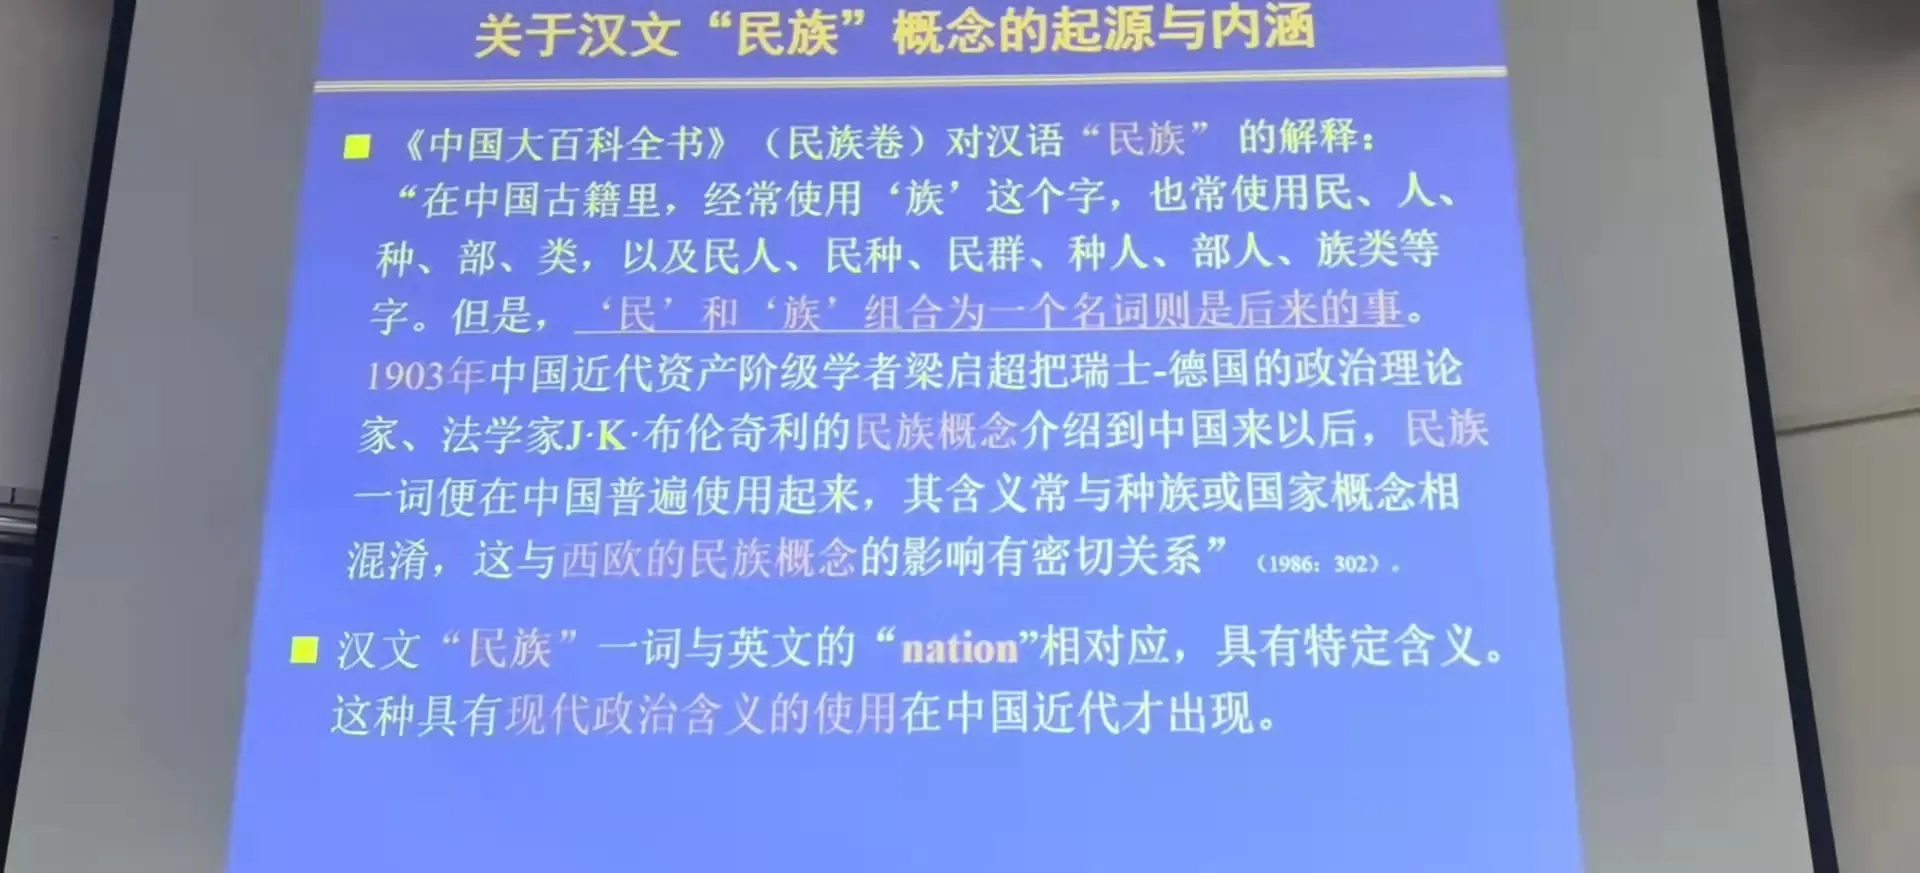 关于汉文“民族”概念的起源与内涵
《中国大百科全书》（民族卷）对汉语“民族”的解释：
“在中国古籍里，经常使用‘族’这个字，也常使用民、人、
种、部、类，以及民人、民种、民群、种人、部人、族类等
字。但是，‘民’和‘族’组合为一个名词则是后来的事。
1903年中国近代资产阶级学者梁启超把瑞士-德国的政治理论
家、法学家J·K·布伦奇利的民族概念介绍到中国来以后，民族
一词便在中国普遍使用起来，其含义常与种族或国家概念相
混淆，这与西欧的民族概念的影响有密切关系”（1986：302）.
汉文“民族”一词与英文的“nation”相对应，具有特定含义。
这种具有现代政治含义的使用在中国近代才出现。